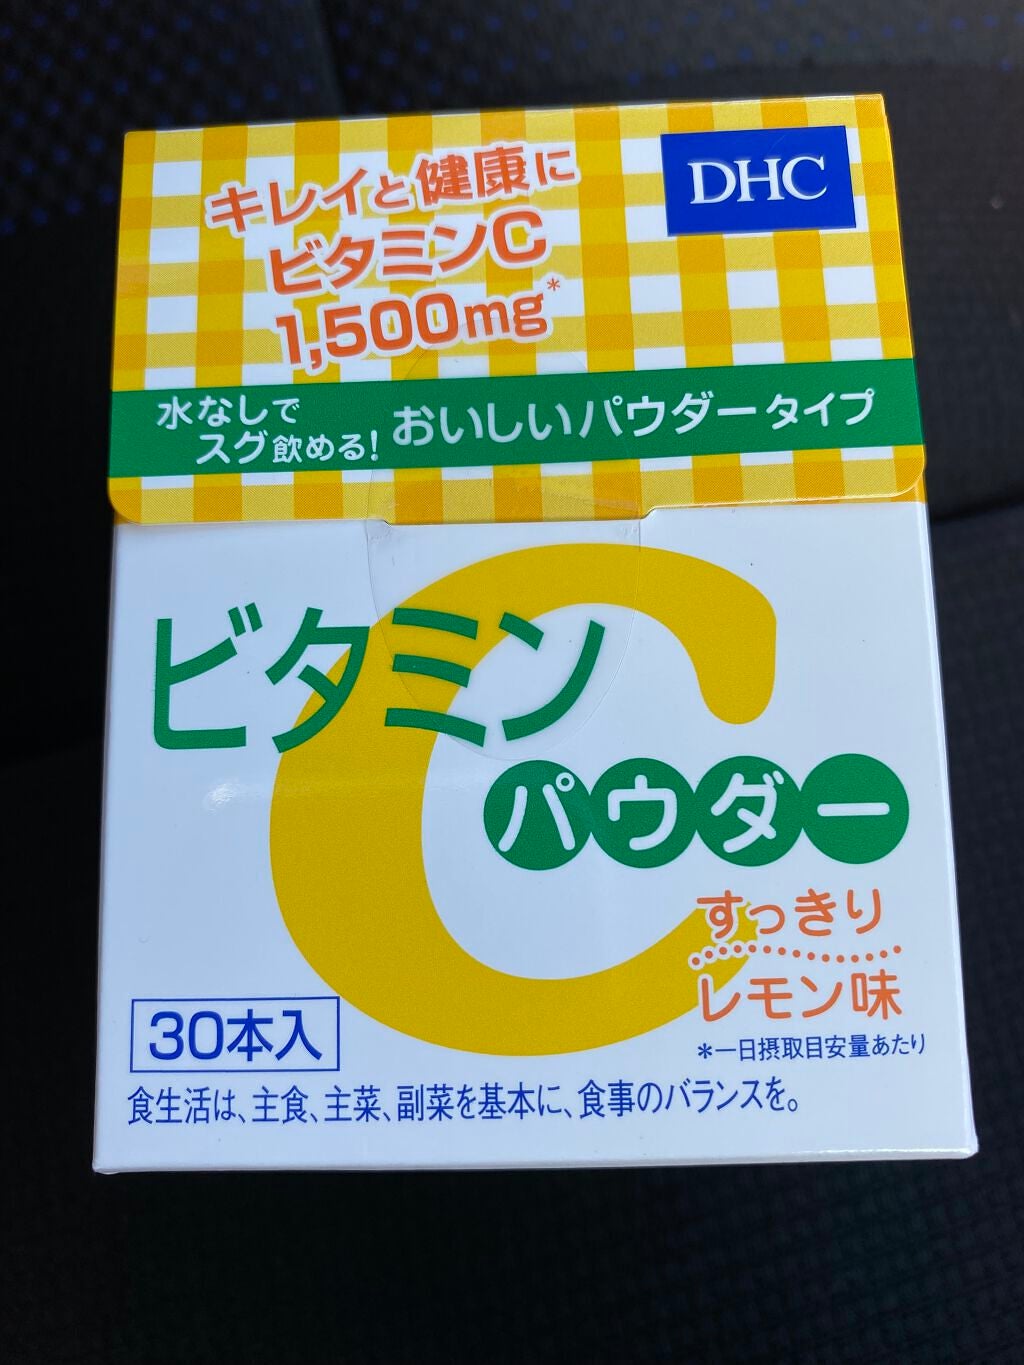 DHC
キレイと健康に
ビタミンC
1,500mg*
水なしで
スグ飲める!
おいしいパウダータイプ
ビタミン
C
パウダー
すっきり
レモン味
30本入
*一日摂取目安量あたり
食生活は、主食、主菜、副菜を基本に、食事のバランスを。